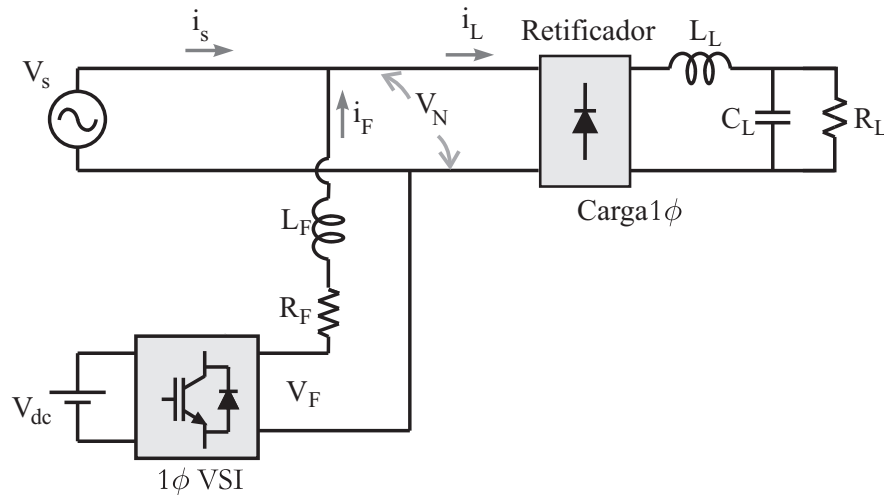 i_s
i_L
Retificador
L_L
V_s
i_F
V_N
C_L
R_L
L_F
Carga1ϕ
R_F
V_dc
V_F
1ϕ VSI